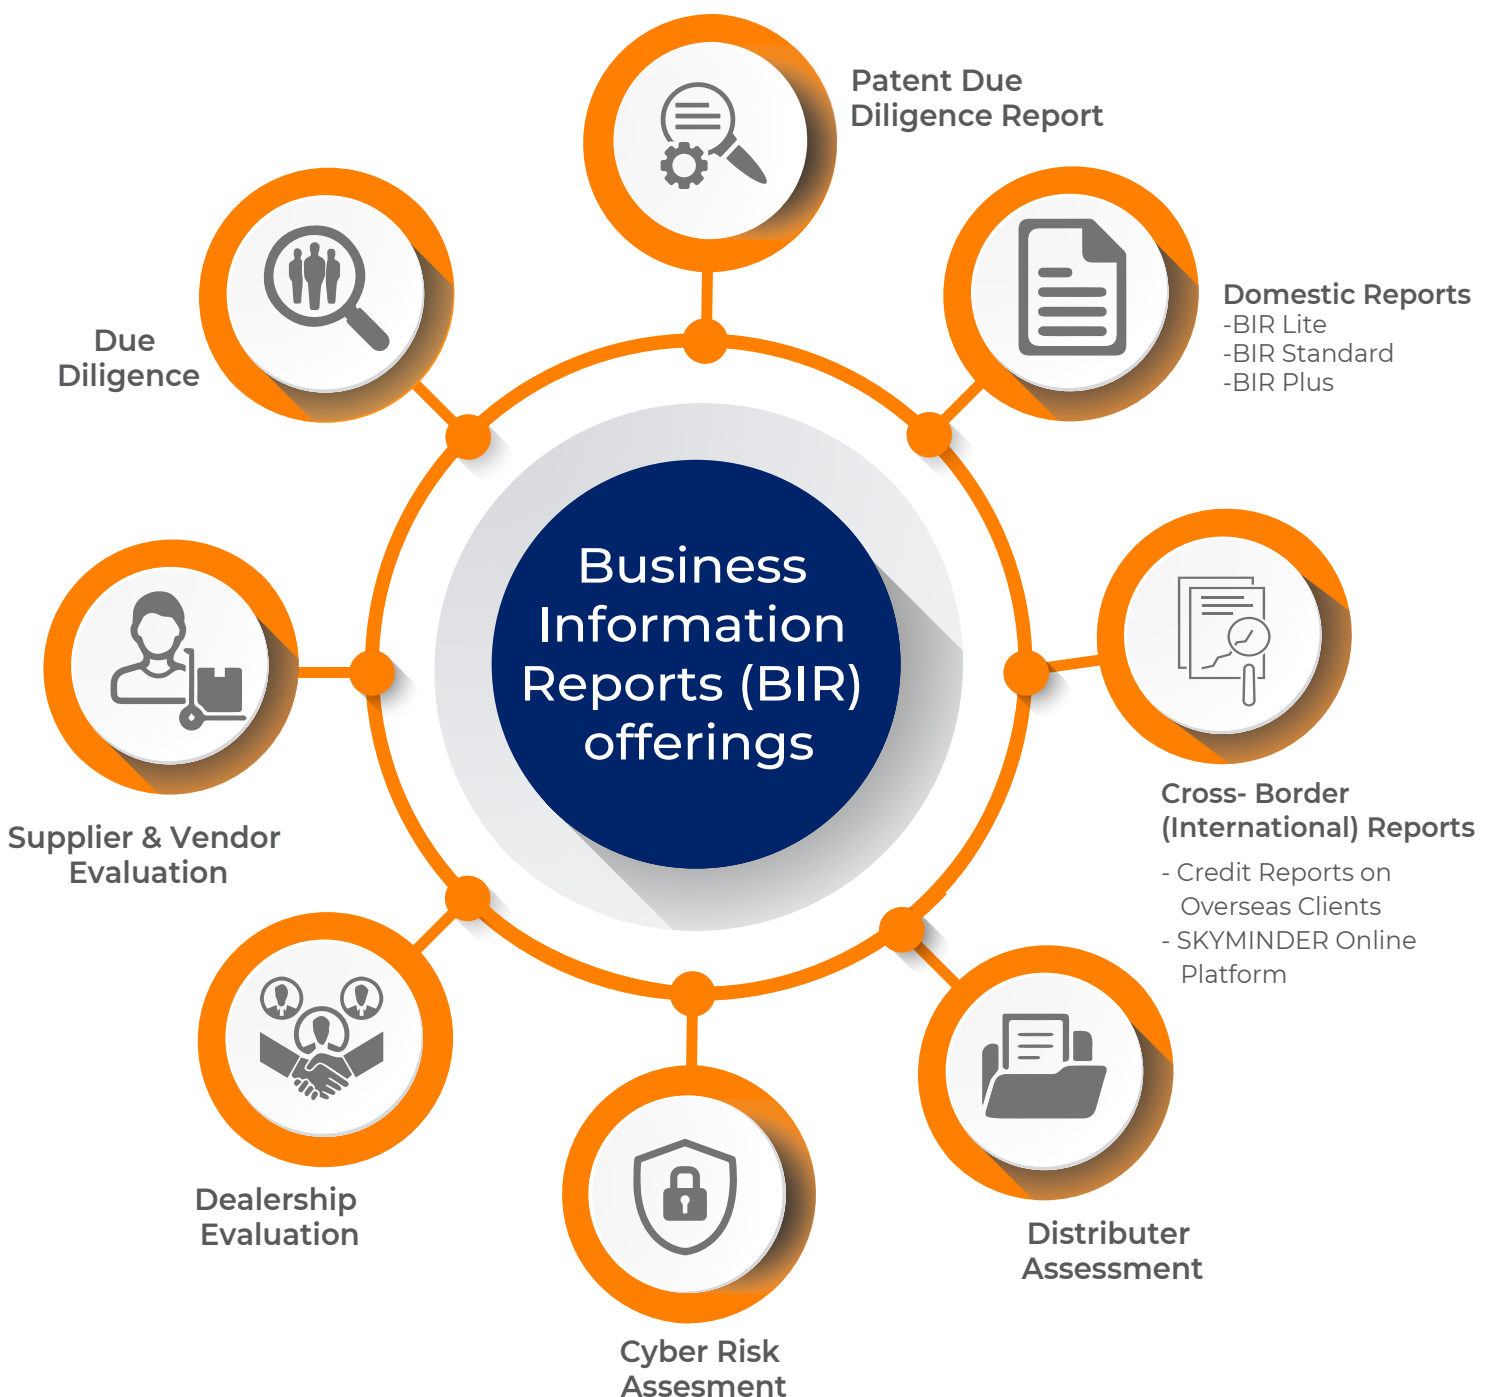 Patent Due
Diligence Report
Domestic Reports
-BIR Lite
-BIR Standard
-BIR Plus
Due
Diligence
Business
Information
Reports (BIR)
offerings
Cross- Border
(International) Reports
- Credit Reports on
Overseas Clients
- SKYMINDER Online
Platform
Supplier & Vendor
Evaluation
Dealership
Evaluation
Distributer
Assessment
Cyber Risk
Assesment